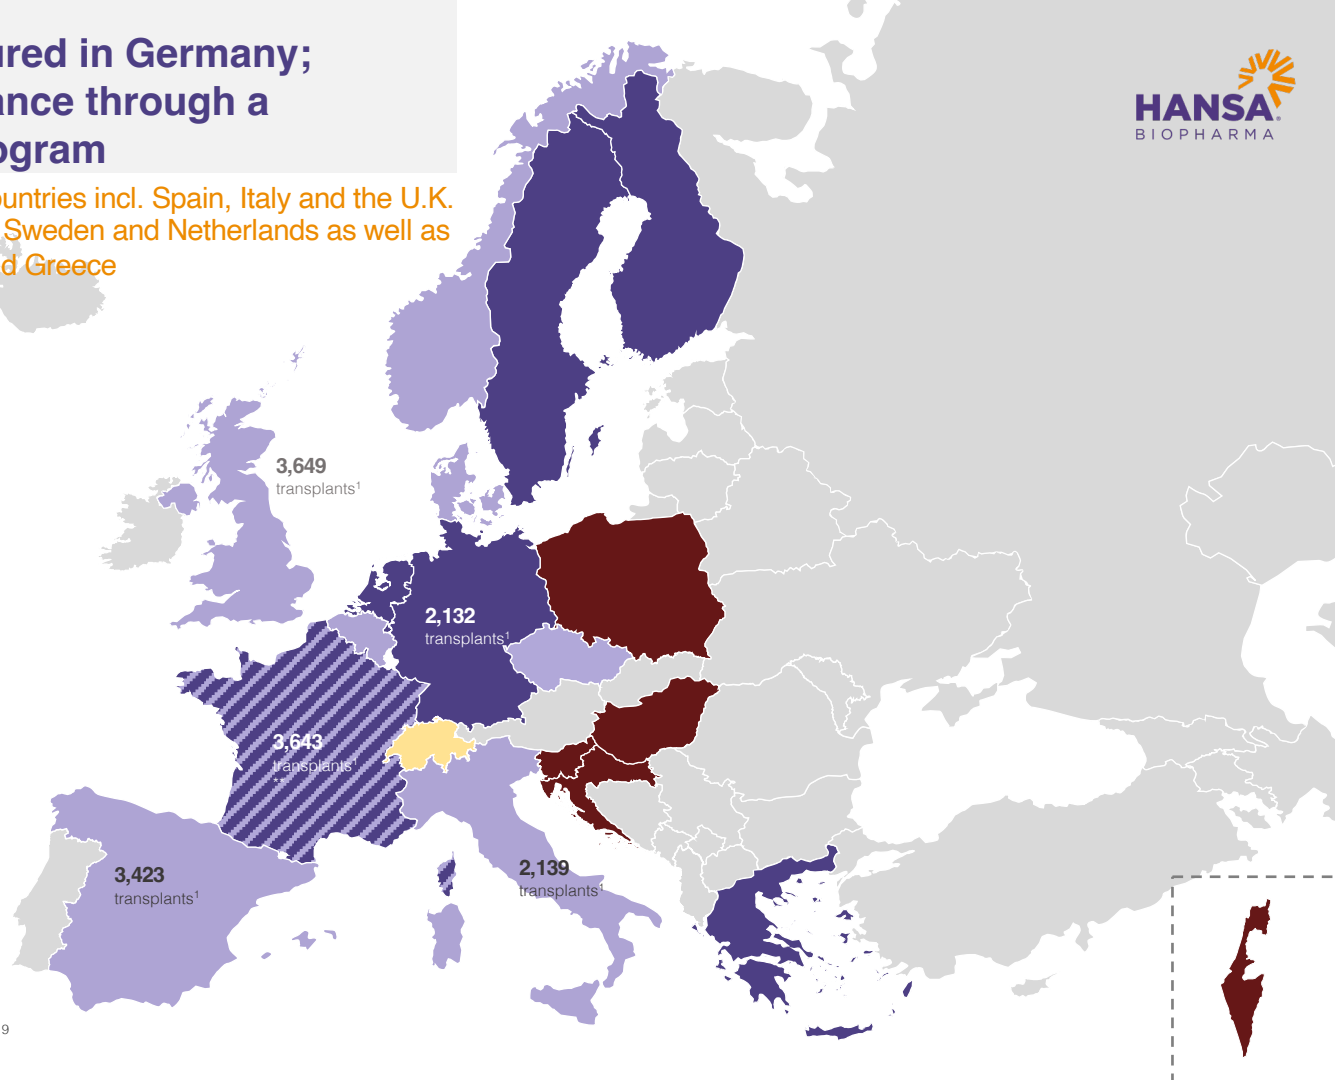 ured in Germany;
ance through a
ogram
ountries incl. Spain, Italy and the U.K.
Sweden and Netherlands as well as
d Greece
HANSA
BIOPHARMA
3,649
transplants¹
2,132
transplants¹
3,643
transplants¹
**
3,423
transplants¹
2,139
transplants¹
9